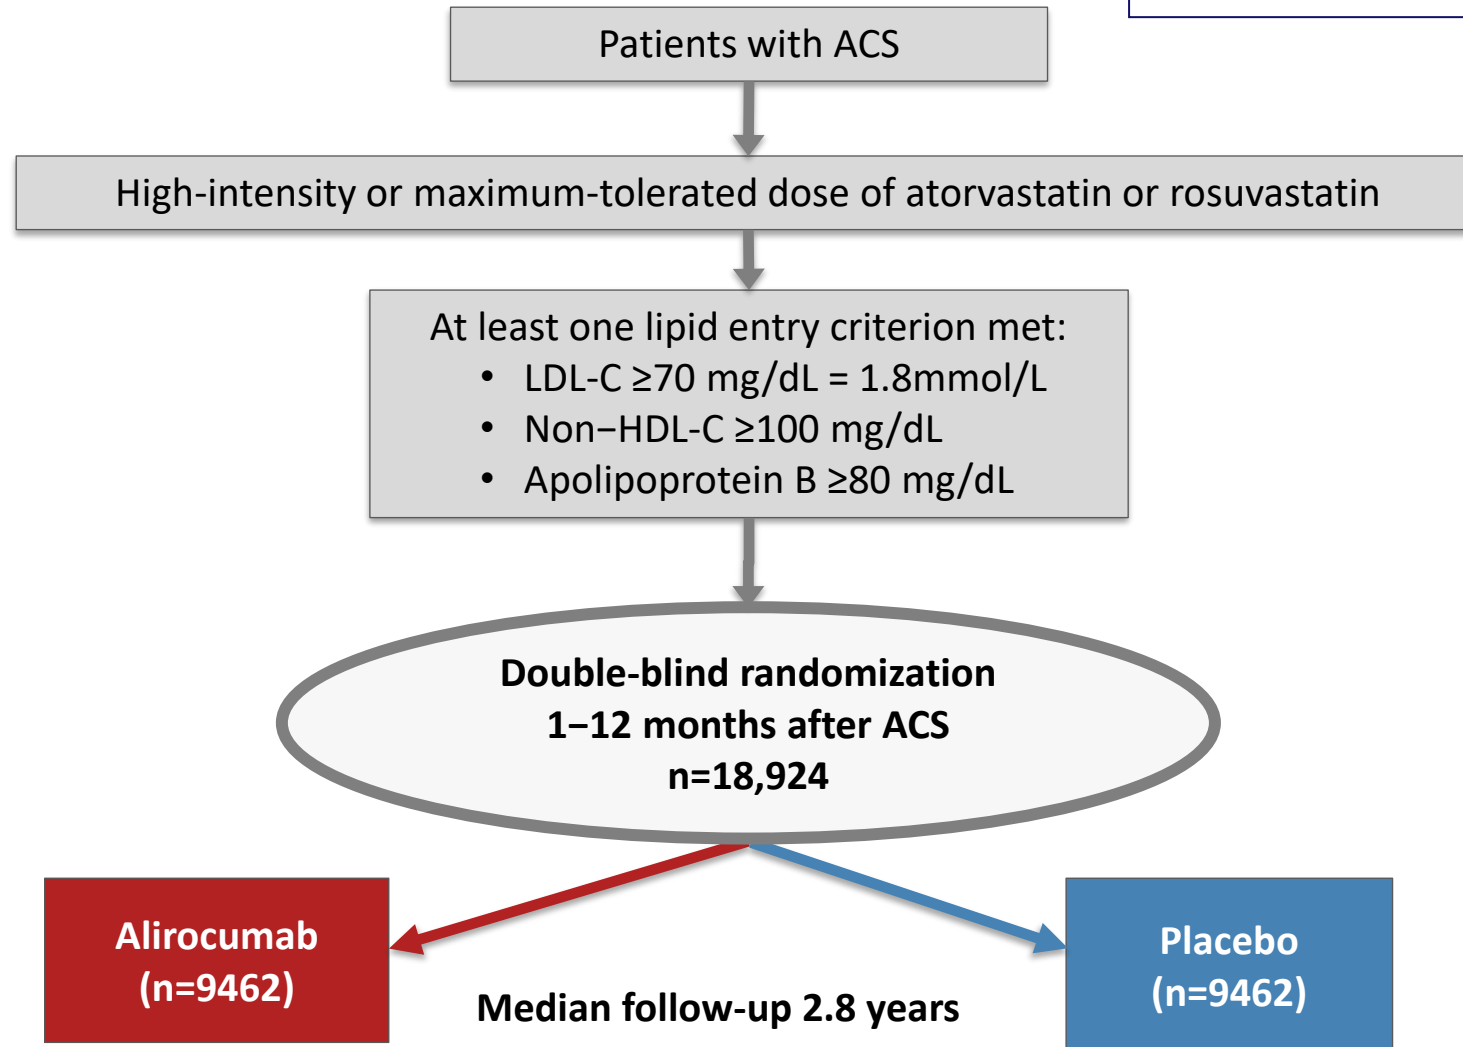 Patients with ACS
High-intensity or maximum-tolerated dose of atorvastatin or rosuvastatin
At least one lipid entry criterion met:
• LDL-C ≥70 mg/dL = 1.8mmol/L
• Non−HDL-C ≥100 mg/dL
• Apolipoprotein B ≥80 mg/dL
Double-blind randomization
1−12 months after ACS
n=18,924
Alirocumab
(n=9462)
Placebo
(n=9462)
Median follow-up 2.8 years